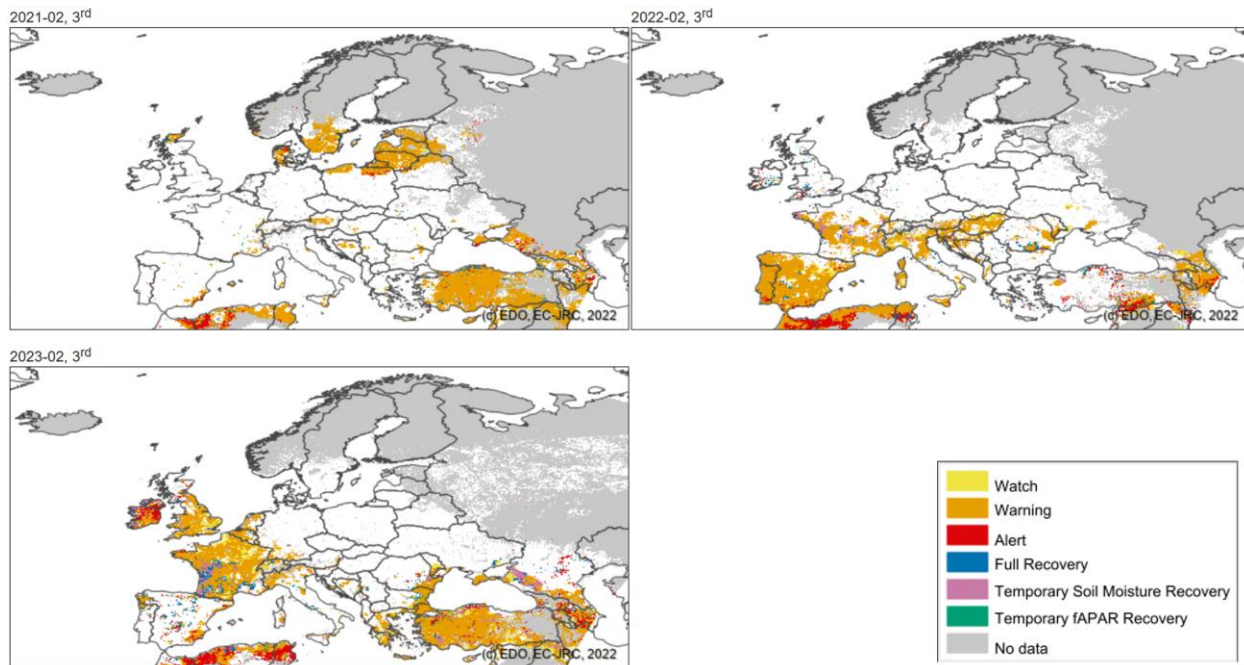 2021-02, 3rd
2022-02, 3rd
(c) EDO, EC-JRC, 2022
(c) EDO, EC-JRC, 2022
2023-02, 3rd
Watch
Warning
Alert
Full Recovery
Temporary Soil Moisture Recovery
Temporary fAPAR Recovery
No data
(c) EDO, EC-JRC, 2022